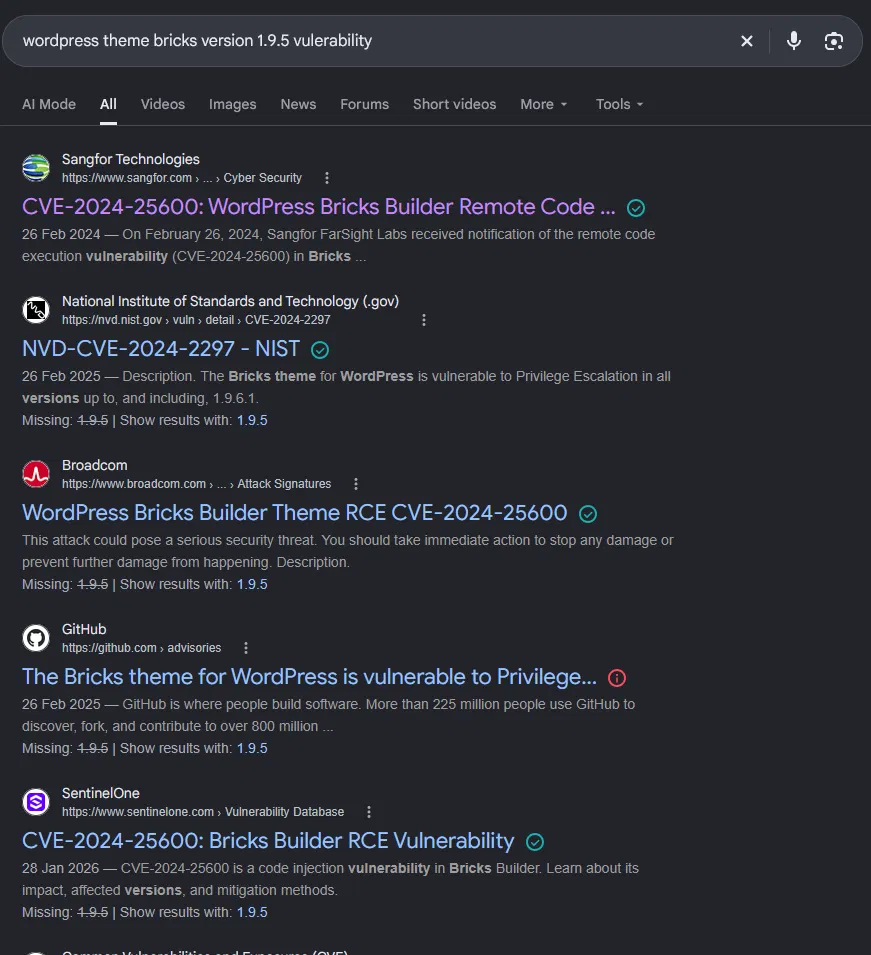 wordpress theme bricks version 1.9.5 vulerability
AI Mode All Videos Images News Forums Short videos More Tools
Sangfor Technologies
https://www.sangfor.com › ... › Cyber Security
CVE-2024-25600: WordPress Bricks Builder Remote Code ...
26 Feb 2024 — On February 26, 2024, Sangfor FarSight Labs received notification of the remote code
execution vulnerability (CVE-2024-25600) in Bricks ...
National Institute of Standards and Technology (.gov)
https://nvd.nist.gov › vuln › detail › CVE-2024-2297
NVD-CVE-2024-2297 - NIST
26 Feb 2025 — Description. The Bricks theme for WordPress is vulnerable to Privilege Escalation in all
versions up to, and including, 1.9.6.1.
Missing: 1.9.5 | Show results with: 1.9.5
Broadcom
https://www.broadcom.com › ... › Attack Signatures
WordPress Bricks Builder Theme RCE CVE-2024-25600
This attack could pose a serious security threat. You should take immediate action to stop any damage or
prevent further damage from happening. Description.
Missing: 1.9.5 | Show results with: 1.9.5
GitHub
https://github.com › advisories
The Bricks theme for WordPress is vulnerable to Privilege...
26 Feb 2025 — GitHub is where people build software. More than 225 million people use GitHub to
discover, fork, and contribute to over 800 million ...
Missing: 1.9.5 | Show results with: 1.9.5
SentinelOne
https://www.sentinelone.com › Vulnerability Database
CVE-2024-25600: Bricks Builder RCE Vulnerability
28 Jan 2026 — CVE-2024-25600 is a code injection vulnerability in Bricks Builder. Learn about its
impact, affected versions, and mitigation methods.
Missing: 1.9.5 | Show results with: 1.9.5
Common Vulnerabilities and Exposures (CVE)